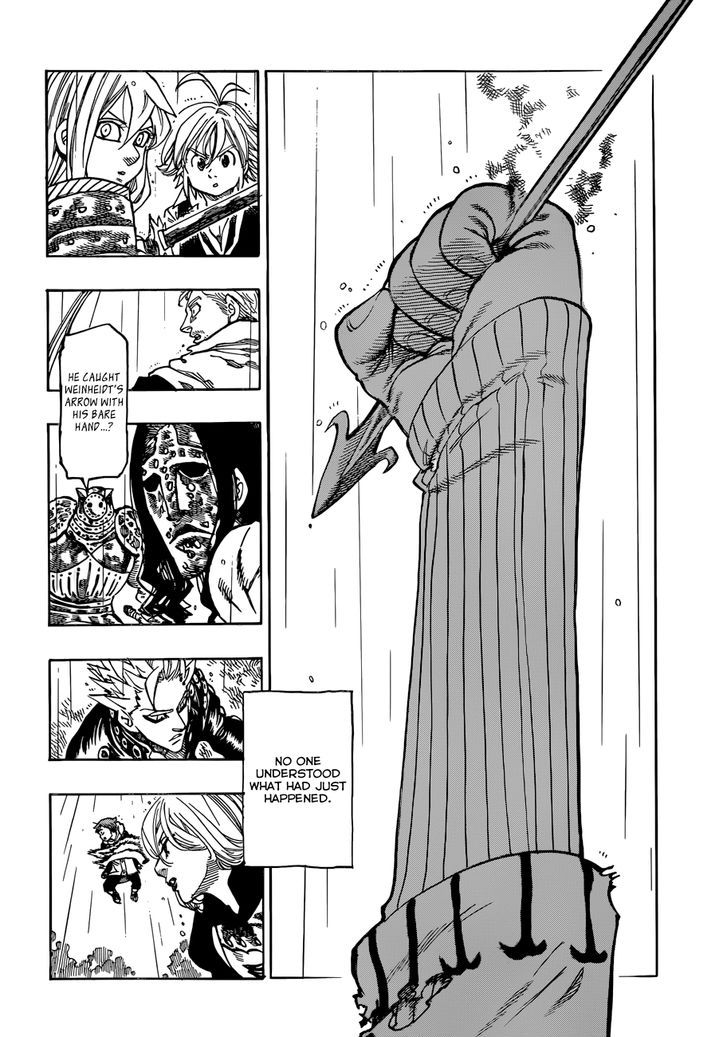 HE CAUGHT
WEINHEIDT'S
ARROW WITH
HIS BARE
HAND...?
NO ONE
UNDERSTOOD
WHAT HAD JUST
HAPPENED.